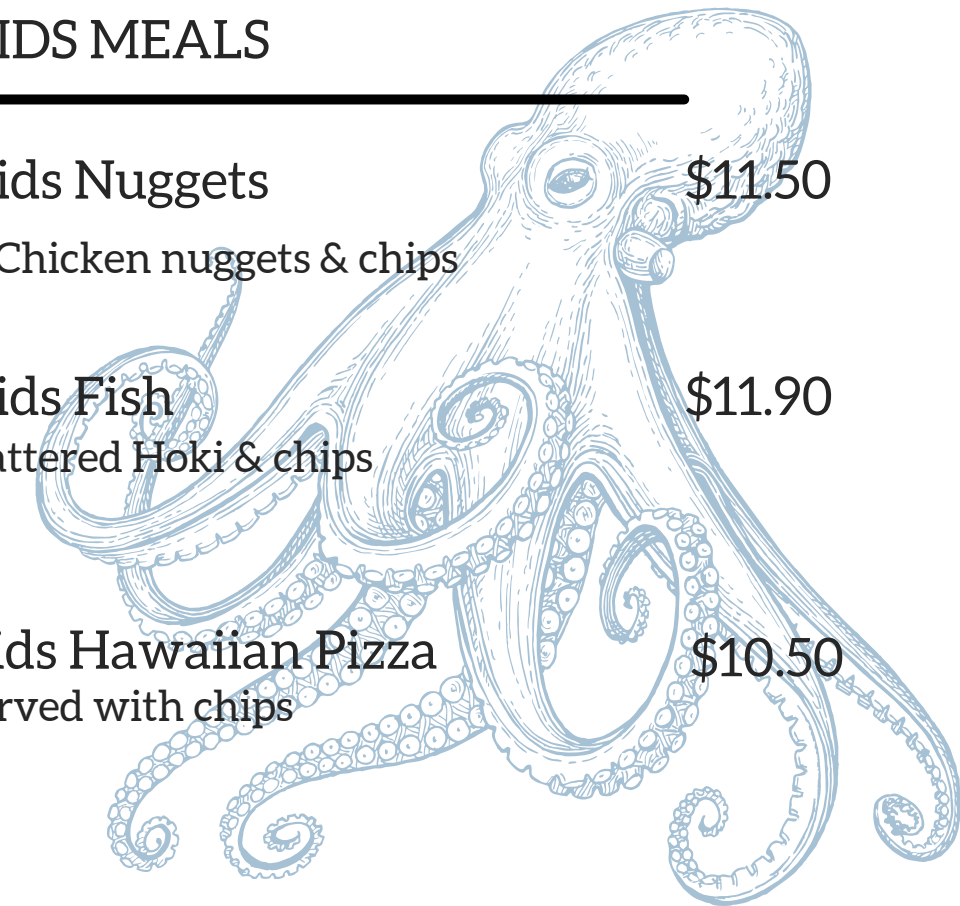 IDS MEALS
ids Nuggets $11.50
Chicken nuggets & chips
ids Fish $11.90
attered Hoki & chips
ids Hawaiian Pizza $10.50
rved with chips